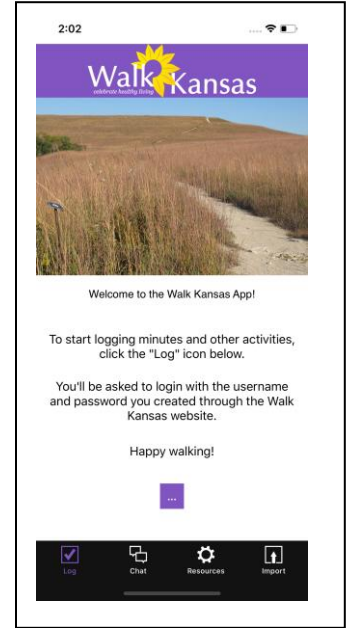 2:02
Walk Kansas
celebrate healthy living
Welcome to the Walk Kansas App!
To start logging minutes and other activities,
click the "Log" icon below.
You'll be asked to login with the username
and password you created through the Walk
Kansas website.
Happy walking!
...
Log Chat Resources Import